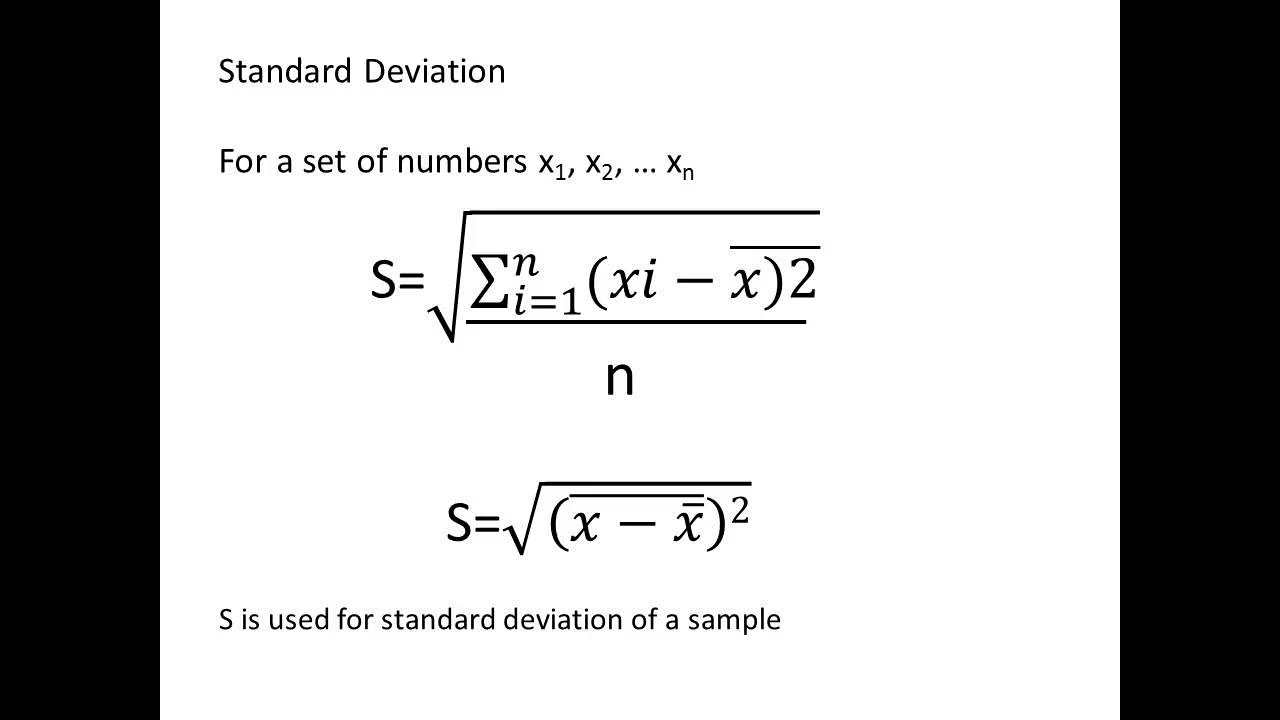 Standard Deviation
For a set of numbers x₁, x₂, ... xₙ
S=√∑ⁿᵢ₌₁(xi − x̅)̅2̅
n
S=√(x̅ ̅−̅ ̅x̅)²
S is used for standard deviation of a sample